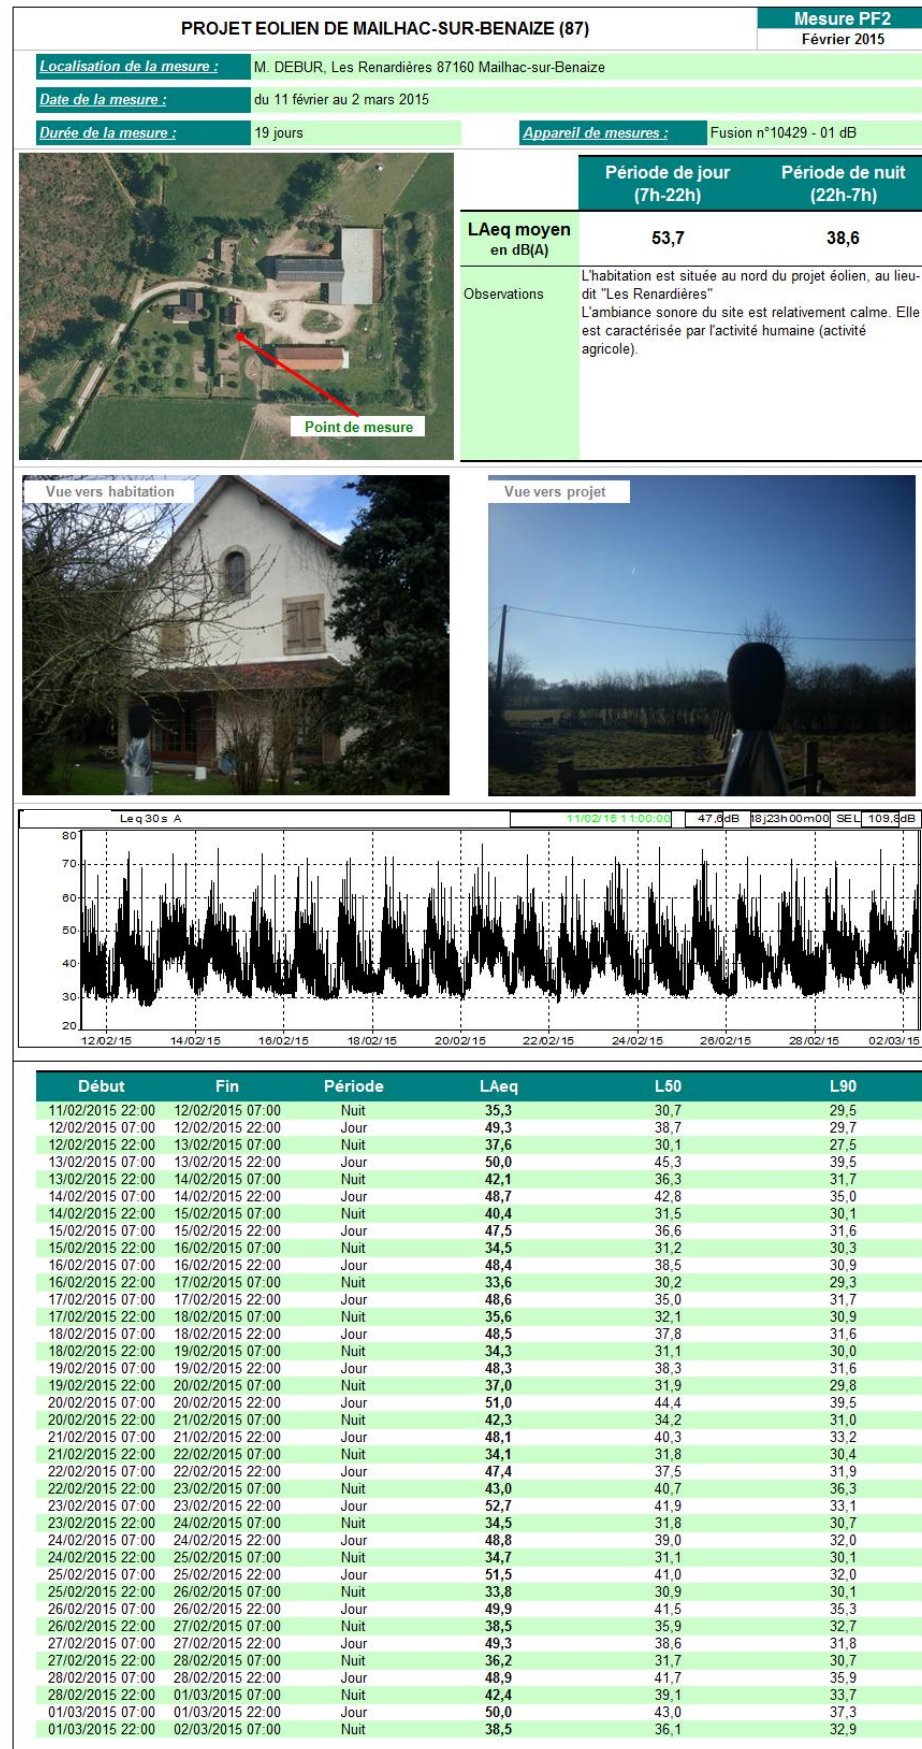 PROJET EOLIEN DE MAILHAC-SUR-BENAIZE (87)
Mesure PF2
Février 2015
Localisation de la mesure : M. DEBUR, Les Renardières 87160 Mailhac-sur-Benaize
Date de la mesure : du 11 février au 2 mars 2015
Durée de la mesure : 19 jours Appareil de mesures : Fusion n°10429 - 01 dB
Période de jour (7h-22h) Période de nuit (22h-7h)
LAeq moyen en dB(A) 53,7 38,6
Observations
L'habitation est située au nord du projet éolien, au lieu-
dit "Les Renardières"
L'ambiance sonore du site est relativement calme. Elle
est caractérisée par l'activité humaine (activité
agricole).
Point de mesure
Vue vers habitation Vue vers projet
Leq 30 s A 11/02/15 11:00:00 47,6dB 18j23h00m00 SEL 109,8dB
80
70
60
50
40
30
20
12/02/15 14/02/15 16/02/15 18/02/15 20/02/15 22/02/15 24/02/15 26/02/15 28/02/15 02/03/15
Début Fin Période LAeq L50 L90
11/02/2015 22:00 12/02/2015 07:00 Nuit 35,3 30,7 29,5
12/02/2015 07:00 12/02/2015 22:00 Jour 49,3 38,7 29,7
12/02/2015 22:00 13/02/2015 07:00 Nuit 37,6 30,1 27,5
13/02/2015 07:00 13/02/2015 22:00 Jour 50,0 45,3 39,5
13/02/2015 22:00 14/02/2015 07:00 Nuit 42,1 36,3 31,7
14/02/2015 07:00 14/02/2015 22:00 Jour 48,7 42,8 35,0
14/02/2015 22:00 15/02/2015 07:00 Nuit 40,4 31,5 30,1
15/02/2015 07:00 15/02/2015 22:00 Jour 47,5 36,6 31,6
15/02/2015 22:00 16/02/2015 07:00 Nuit 34,5 31,2 30,3
16/02/2015 07:00 16/02/2015 22:00 Jour 48,4 38,5 30,9
16/02/2015 22:00 17/02/2015 07:00 Nuit 33,6 30,2 29,3
17/02/2015 07:00 17/02/2015 22:00 Jour 48,6 35,0 31,7
17/02/2015 22:00 18/02/2015 07:00 Nuit 35,6 32,1 30,9
18/02/2015 07:00 18/02/2015 22:00 Jour 48,5 37,8 31,6
18/02/2015 22:00 19/02/2015 07:00 Nuit 34,3 31,1 30,0
19/02/2015 07:00 19/02/2015 22:00 Jour 48,3 38,3 31,6
19/02/2015 22:00 20/02/2015 07:00 Nuit 37,0 31,9 29,8
20/02/2015 07:00 20/02/2015 22:00 Jour 51,0 44,4 39,5
20/02/2015 22:00 21/02/2015 07:00 Nuit 42,3 34,2 31,0
21/02/2015 07:00 21/02/2015 22:00 Jour 48,1 40,3 33,2
21/02/2015 22:00 22/02/2015 07:00 Nuit 34,1 31,8 30,4
22/02/2015 07:00 22/02/2015 22:00 Jour 47,4 37,5 31,9
22/02/2015 22:00 23/02/2015 07:00 Nuit 43,0 40,7 36,3
23/02/2015 07:00 23/02/2015 22:00 Jour 52,7 41,9 33,1
23/02/2015 22:00 24/02/2015 07:00 Nuit 34,5 31,8 30,7
24/02/2015 07:00 24/02/2015 22:00 Jour 48,8 39,0 32,0
24/02/2015 22:00 25/02/2015 07:00 Nuit 34,7 31,1 30,1
25/02/2015 07:00 25/02/2015 22:00 Jour 51,5 41,0 32,0
25/02/2015 22:00 26/02/2015 07:00 Nuit 33,8 30,9 30,1
26/02/2015 07:00 26/02/2015 22:00 Jour 49,9 41,5 35,3
26/02/2015 22:00 27/02/2015 07:00 Nuit 38,5 35,9 32,7
27/02/2015 07:00 27/02/2015 22:00 Jour 49,3 38,6 31,8
27/02/2015 22:00 28/02/2015 07:00 Nuit 36,2 31,7 30,7
28/02/2015 07:00 28/02/2015 22:00 Jour 48,9 41,7 35,9
28/02/2015 22:00 01/03/2015 07:00 Nuit 42,4 39,1 33,7
01/03/2015 07:00 01/03/2015 22:00 Jour 50,0 43,0 37,3
01/03/2015 22:00 02/03/2015 07:00 Nuit 38,5 36,1 32,9